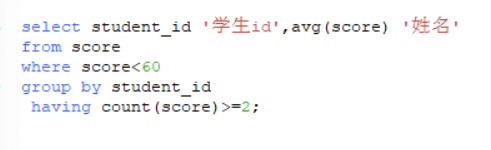 select student_id '学生id',avg(score) '姓名'
from score
where score<60
group by student_id
having count(score)>=2;